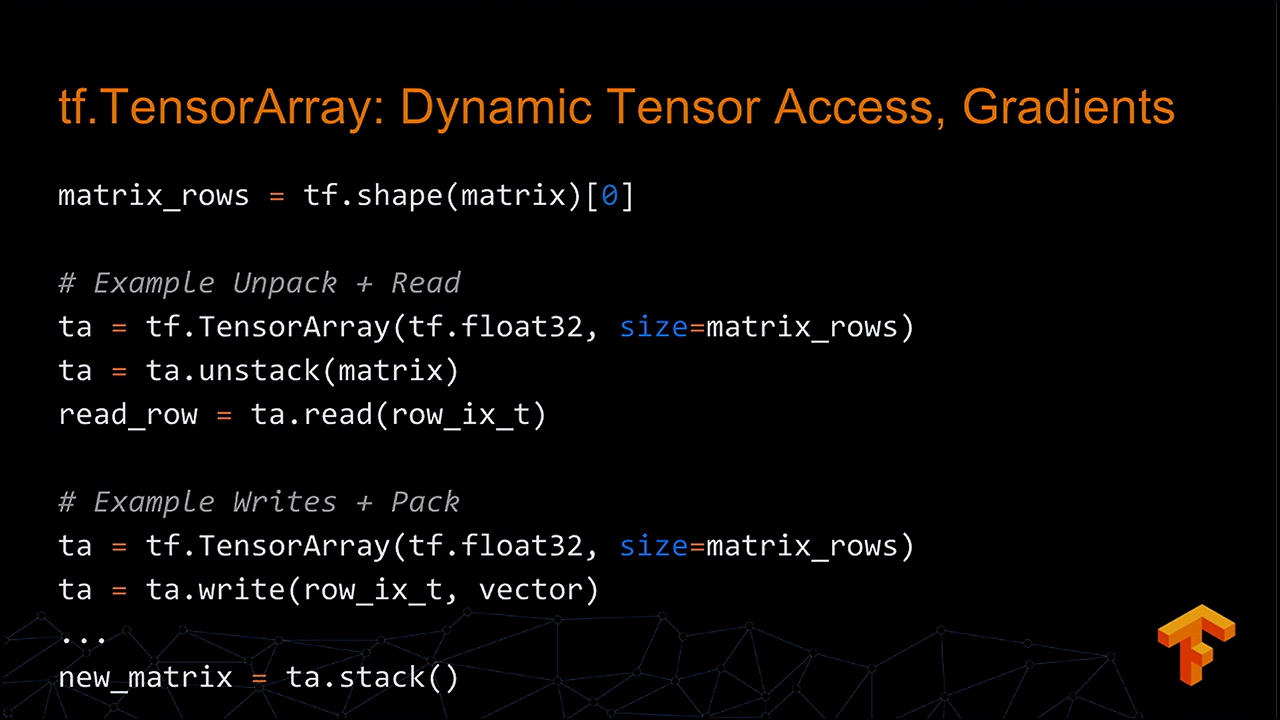 tf.TensorArray: Dynamic Tensor Access, Gradients
matrix_rows = tf.shape(matrix)[0]
# Example Unpack + Read
ta = tf.TensorArray(tf.float32, size=matrix_rows)
ta = ta.unstack(matrix)
read_row = ta.read(row_ix_t)
# Example Writes + Pack
ta = tf.TensorArray(tf.float32, size=matrix_rows)
ta = ta.write(row_ix_t, vector)
...
new_matrix = ta.stack()